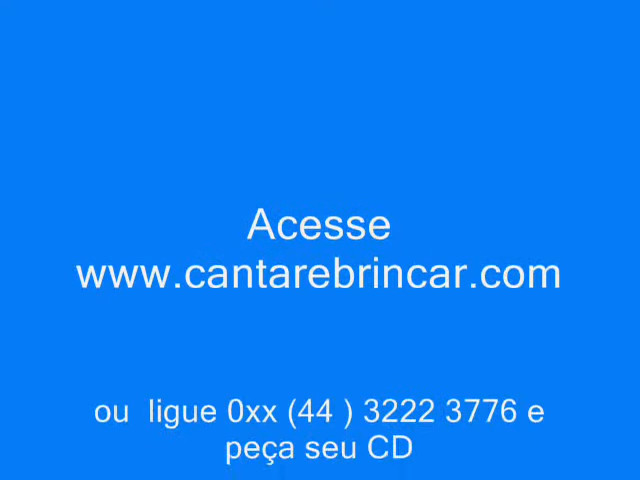 Acesse
www.cantarebrincar.com
ou ligue 0xx (44 ) 3222 3776 e
peça seu CD